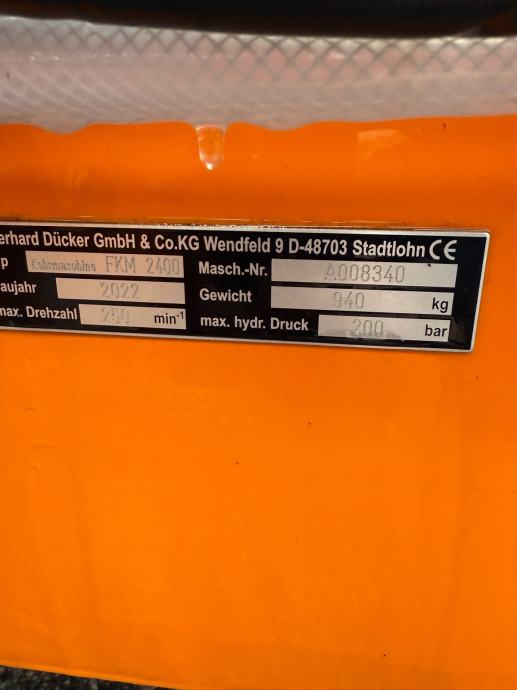 erhard Dücker GmbH & Co.KG Wendfeld 9 D-48703 Stadtlohn CE
p Kehrmaschine FKM 2400 Masch.-Nr. A008340
aujahr 2022 Gewicht 940 kg
max. Drehzahl 250 min-1 max. hydr. Druck 200 bar